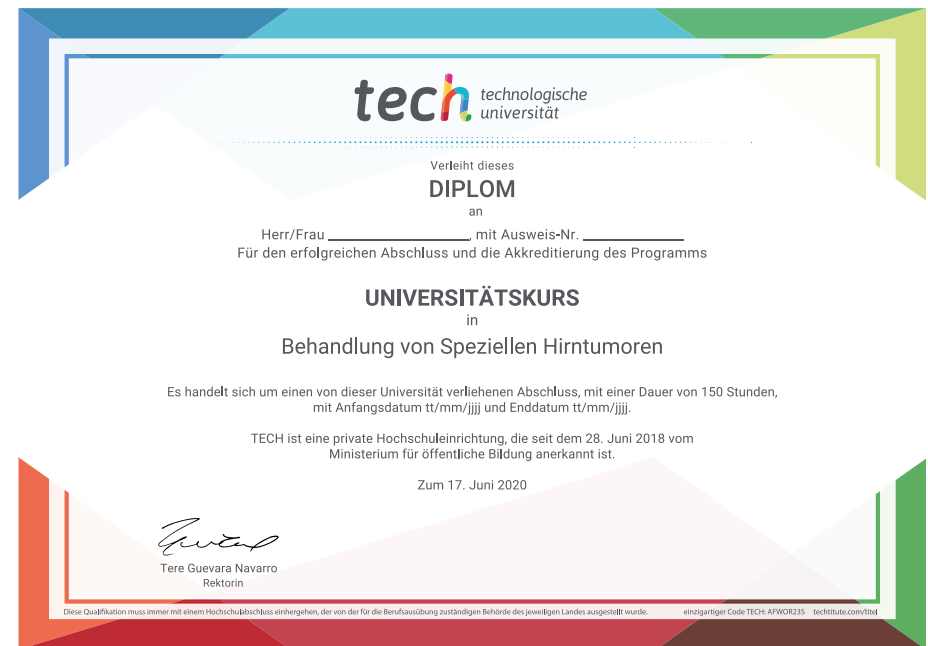 tech technologische
universität
Verleiht dieses
DIPLOM
an
Herr/Frau ____________________, mit Ausweis-Nr. ______________
Für den erfolgreichen Abschluss und die Akkreditierung des Programms
UNIVERSITÄTSKURS
in
Behandlung von Speziellen Hirntumoren
Es handelt sich um einen von dieser Universität verliehenen Abschluss, mit einer Dauer von 150 Stunden,
mit Anfangsdatum tt/mm/jjjj und Enddatum tt/mm/jjjj.
TECH ist eine private Hochschuleinrichtung, die seit dem 28. Juni 2018 vom
Ministerium für öffentliche Bildung anerkannt ist.
Zum 17. Juni 2020
Tere Guevara Navarro
Rektorin
Diese Qualifikation muss immer mit einem Hochschulabschluss einhergehen, der von der für die Berufsausübung zuständigen Behörde des jeweiligen Landes ausgestellt wurde. einzigartiger Code TECH: AFWOR23S techtitute.com/titel